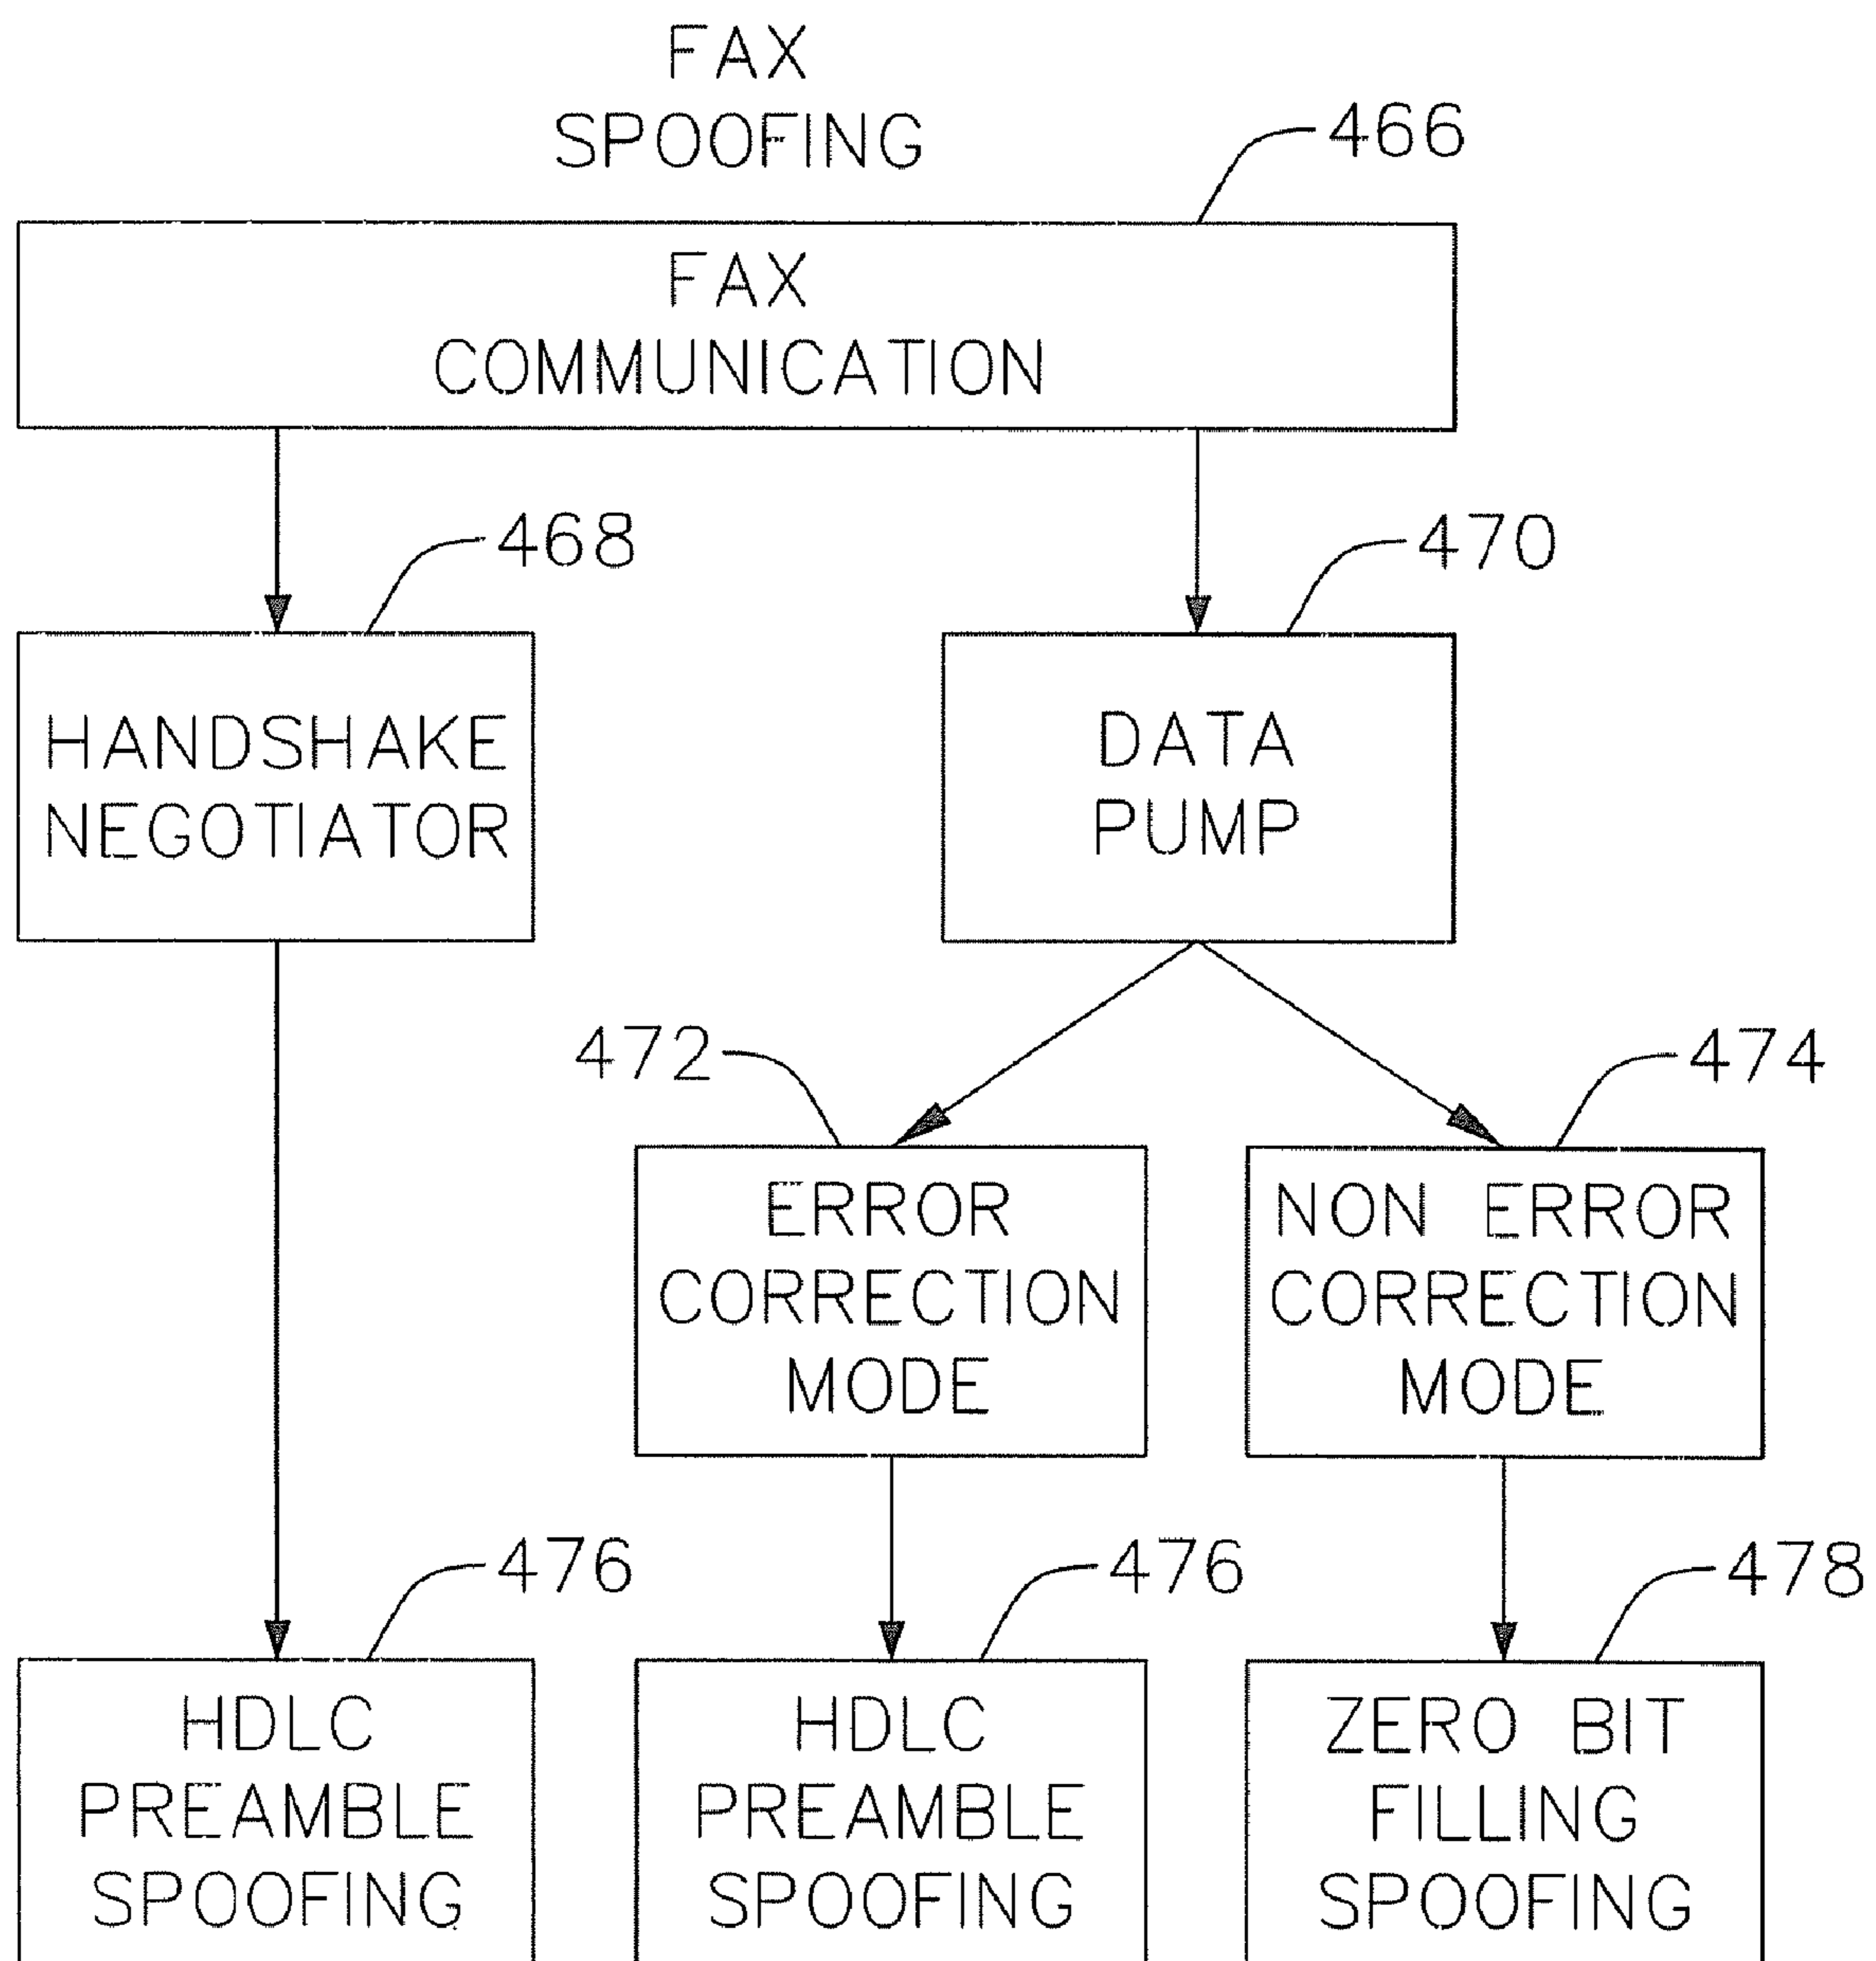 FAX
SPOOFING
466
FAX
COMMUNICATION
468
470
HANDSHAKE
NEGOTIATOR
DATA
PUMP
472
474
ERROR
CORRECTION
MODE
NON ERROR
CORRECTION
MODE
476
476
478
HDLC
PREAMBLE
SPOOFING
HDLC
PREAMBLE
SPOOFING
ZERO BIT
FILLING
SPOOFING